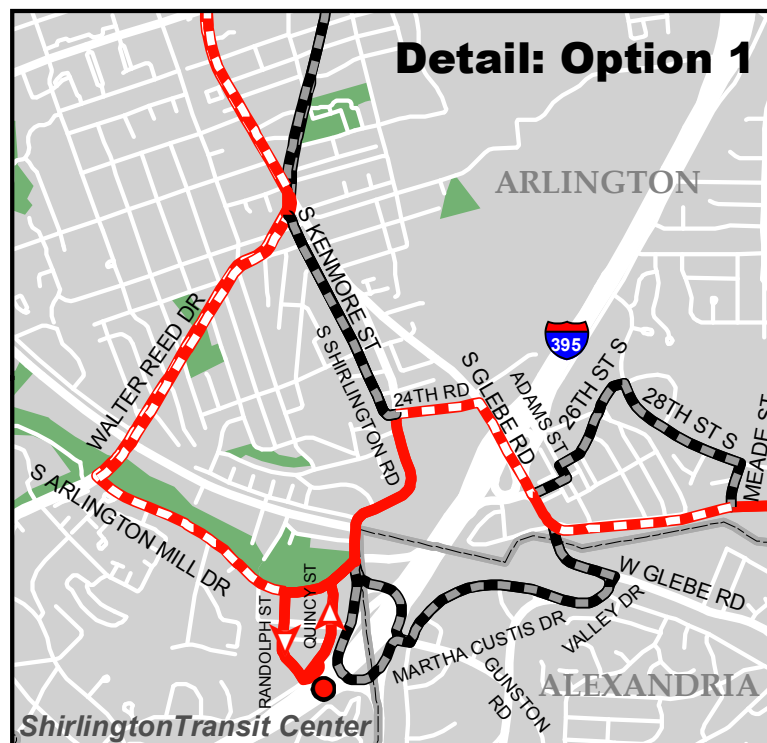 Detail: Option 1
ARLINGTON
S KENMORE ST
WALTER REED DR
395
S SHIRLINGTON RD
24TH RD
S GLEBE RD
ADAMS ST
26TH ST S
28TH ST S
MEADE ST
S ARLINGTON MILL DR
RANDOLPH ST
QUINCY ST
W GLEBE RD
MARTHA CUSTIS DR
VALLEY DR
GUNSTON
RD
ALEXANDRIA
ShirlingtonTransit Center